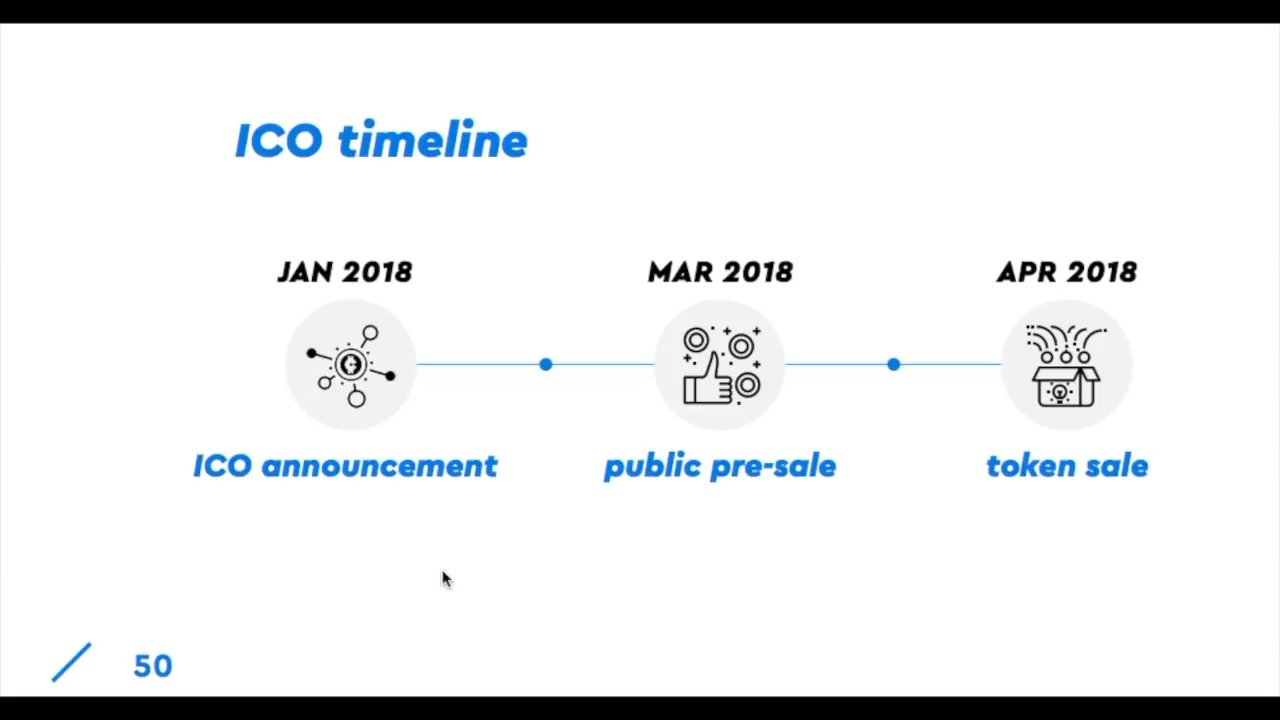 ICO timeline
JAN 2018
MAR 2018
APR 2018
ICO announcement
public pre-sale
token sale
50